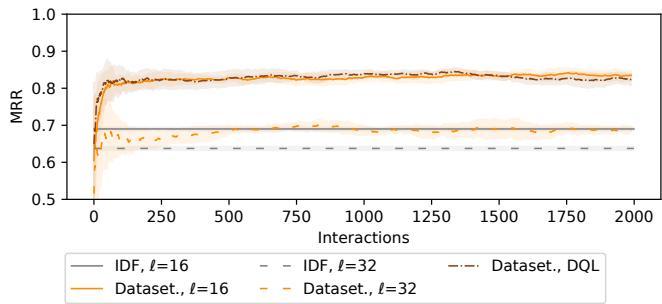 1.0
0.9
0.8
0.7
0.6
0.5
MRR
0 250 500 750 1000 1250 1500 1750 2000
Interactions
IDF, ℓ=16 IDF, ℓ=32 Dataset., DQL
Dataset., ℓ=16 Dataset., ℓ=32